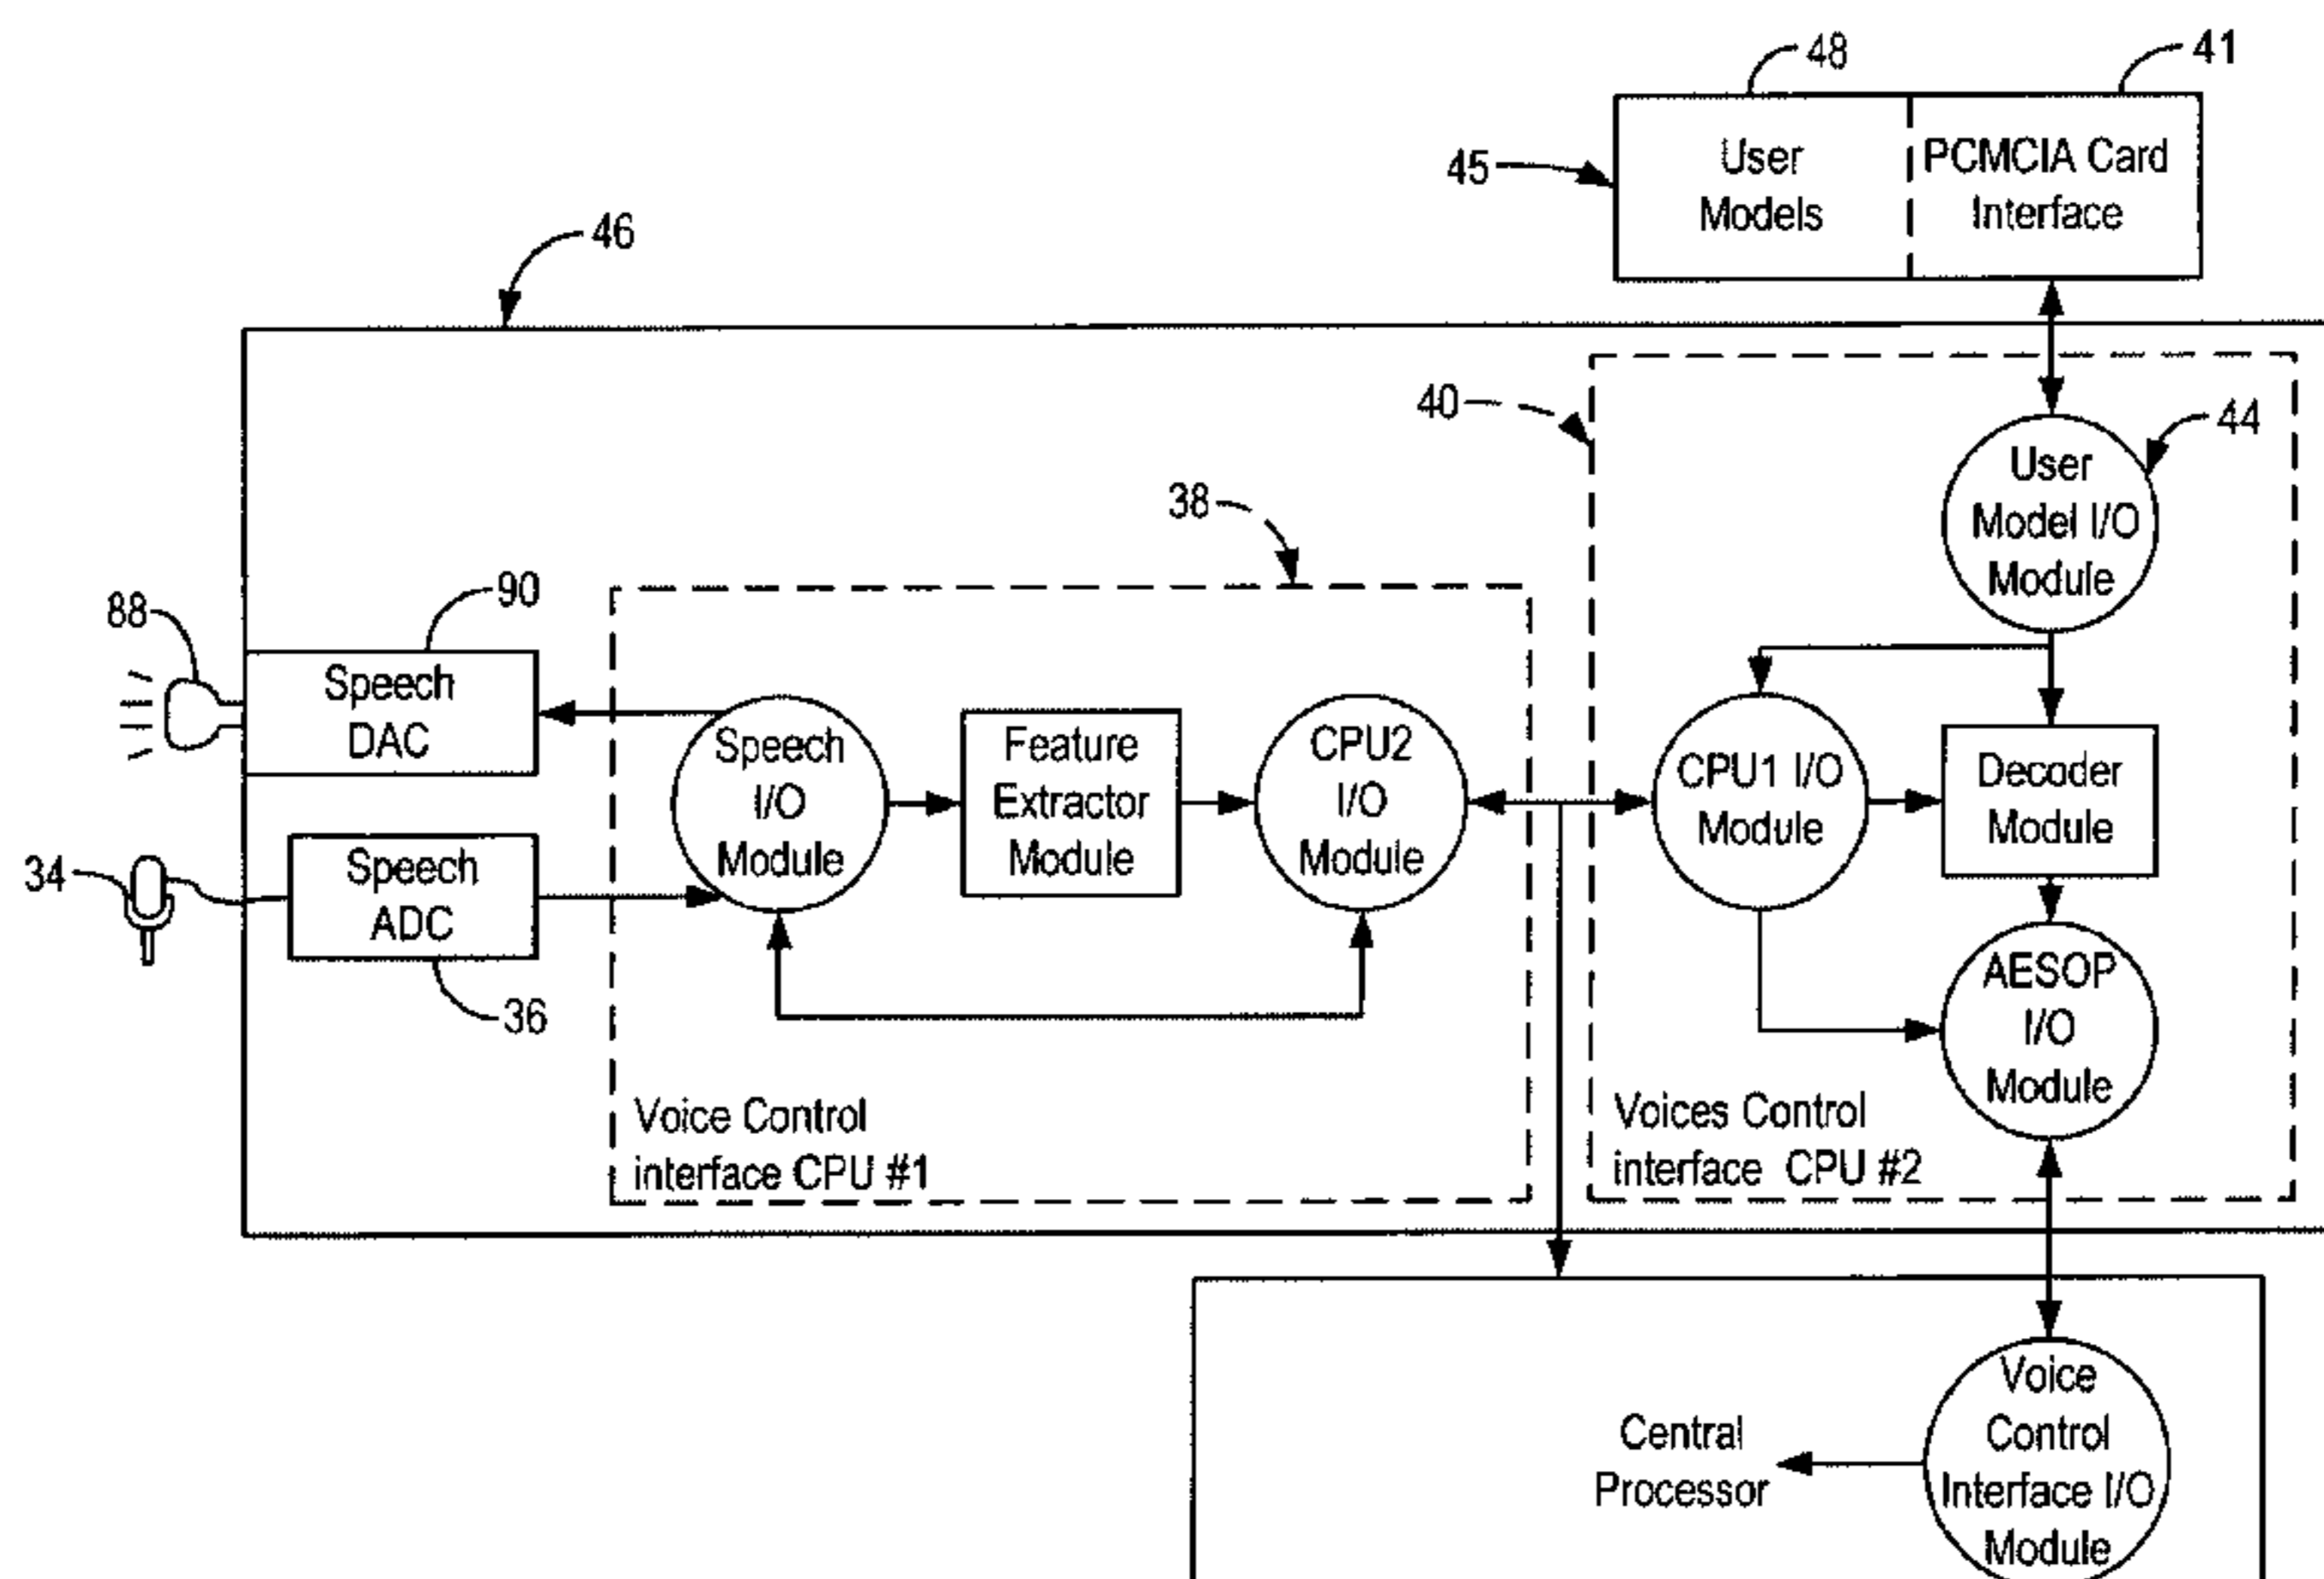 48
41
45
User
Models
PCMCIA Card
Interface
46
40
44
User
Model I/O
Module
38
88
90
Speech
DAC
Speech
I/O
Module
Feature
Extractor
Module
CPU2
I/O
Module
CPU1 I/O
Module
Decoder
Module
34
Speech
ADC
36
AESOP
I/O
Module
Voice Control
interface CPU #1
Voices Control
interface CPU #2
Central
Processor
Voice
Control
Interface I/O
Module